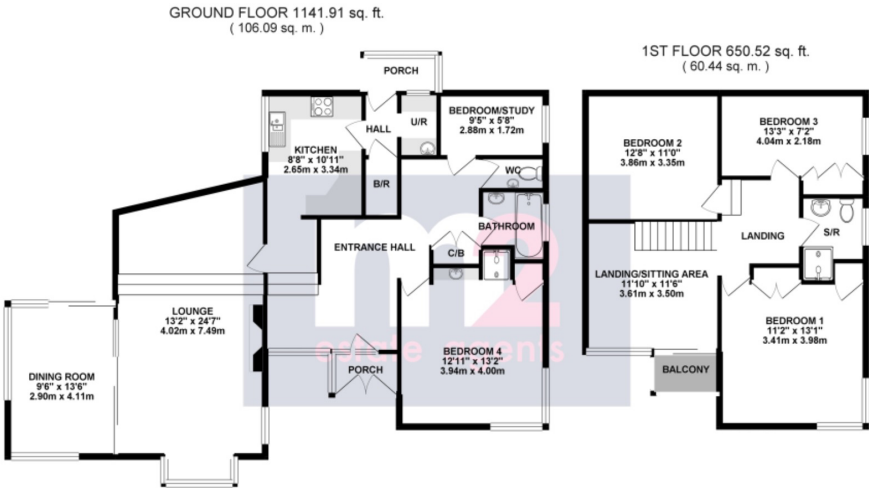 GROUND FLOOR 1141.91 sq. ft.
( 106.09 sq. m. )
1ST FLOOR 650.52 sq. ft.
( 60.44 sq. m. )
PORCH
HALL
U/R
BEDROOM/STUDY
9'5" x 5'8"
2.88m x 1.72m
KITCHEN
8'8" x 10'11"
2.65m x 3.34m
B/R
WC
BATHROOM
ENTRANCE HALL
C/B
LOUNGE
13'2" x 24'7"
4.02m x 7.49m
DINING ROOM
9'6" x 13'6"
2.90m x 4.11m
PORCH
BEDROOM 4
12'11" x 13'2"
3.94m x 4.00m
BEDROOM 2
12'8" x 11'0"
3.86m x 3.35m
BEDROOM 3
13'3" x 7'2"
4.04m x 2.18m
LANDING
S/R
LANDING/SITTING AREA
11'10" x 11'6"
3.61m x 3.50m
BEDROOM 1
11'2" x 13'1"
3.41m x 3.98m
BALCONY
m2
estate agents